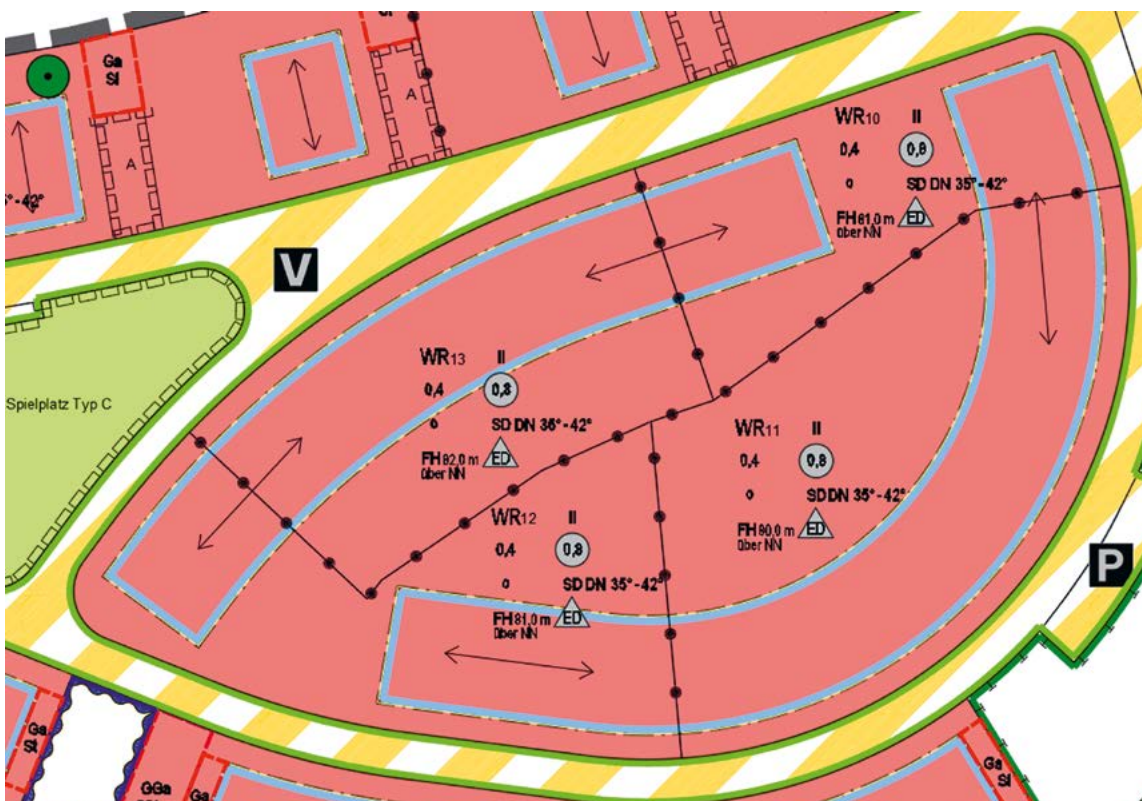 Ga
St
A
A
V
WR10 II
0,4 0,8
o SD DN 35°-42°
FH 81,0 m ED
über NN
°-42°
Spielplatz Typ C
WR13 II
0,4 0,8
o SD DN 35°-42°
FH 82,0 m ED
über NN
WR11 II
0,4 0,8
o SD DN 35°-42°
FH 80,0 m ED
über NN
WR12 II
0,4 0,8
o SD DN 35°-42°
FH 81,0 m ED
über NN
P
Ga
St
GGa
Ga
Ga
St